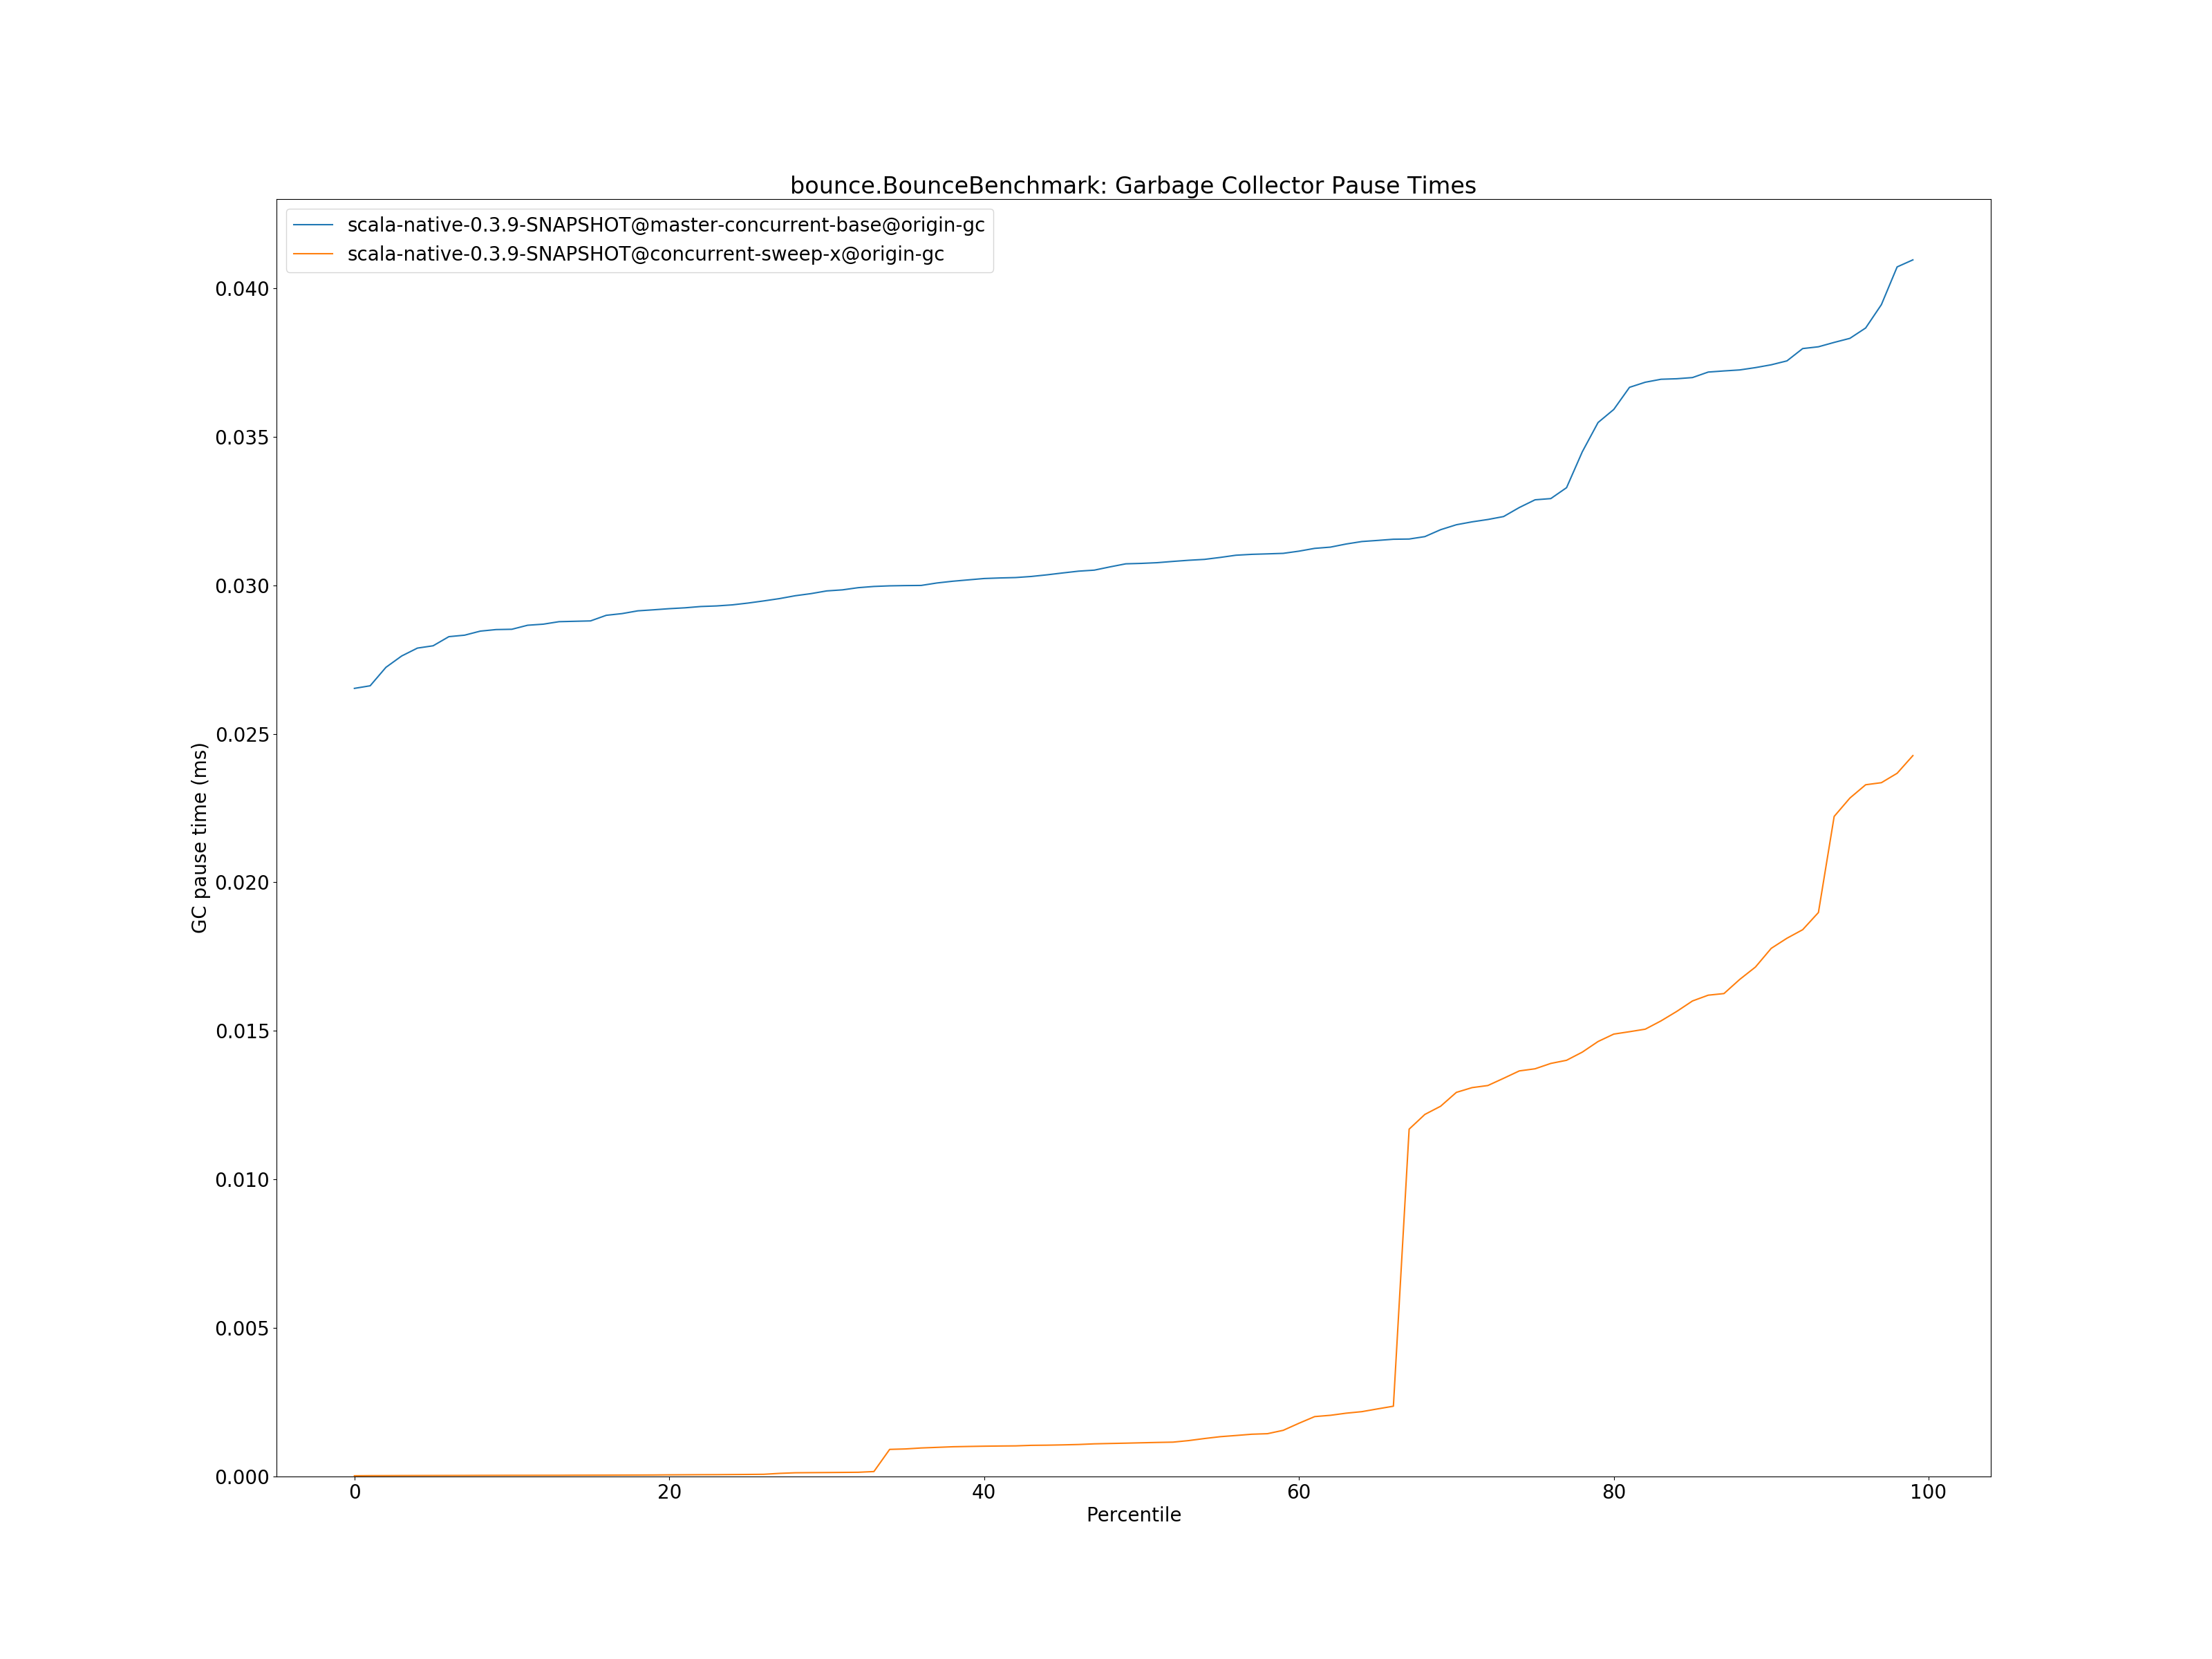 bounce.BounceBenchmark: Garbage Collector Pause Times
scala-native-0.3.9-SNAPSHOT@master-concurrent-base@origin-gc
scala-native-0.3.9-SNAPSHOT@concurrent-sweep-x@origin-gc
0.040
0.035
0.030
0.025
0.020
0.015
0.010
0.005
0.000
GC pause time (ms)
0 20 40 60 80 100
Percentile